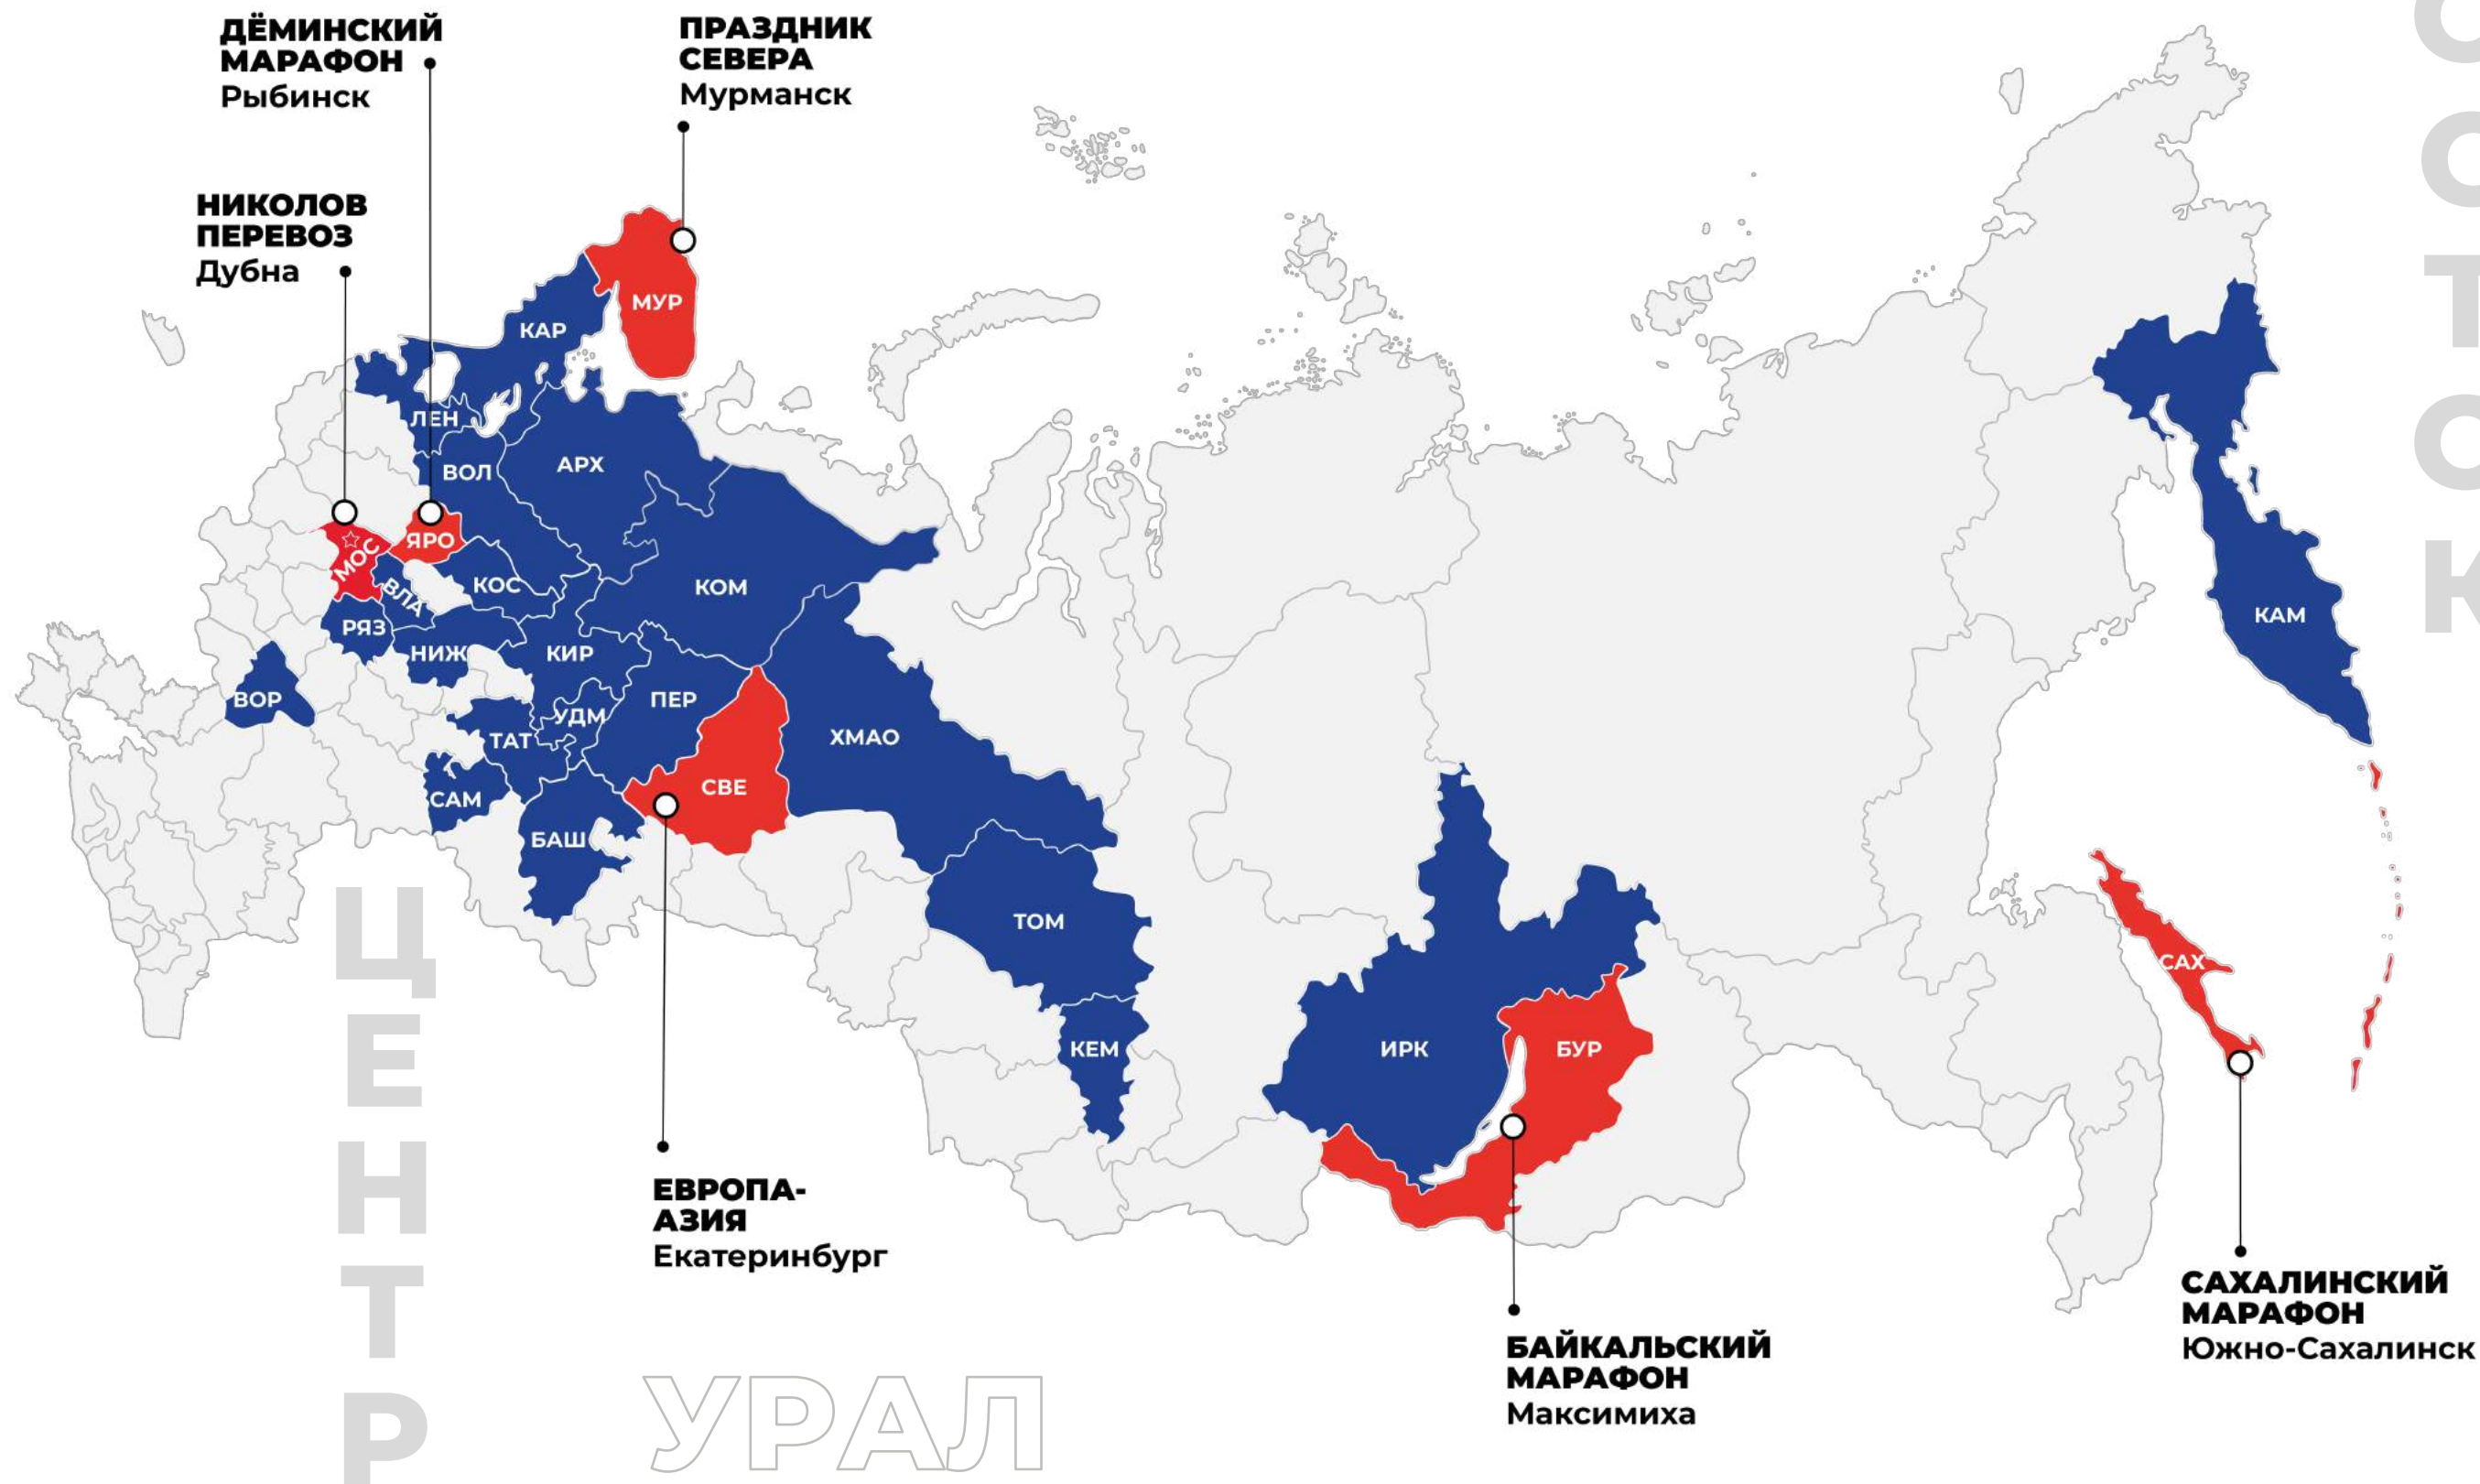 ДЁМИНСКИЙ
МАРАФОН
Рыбинск
ПРАЗДНИК
СЕВЕРА
Мурманск
НИКОЛОВ
ПЕРЕВОЗ
Дубна
МУР
КАР
ЛЕН
ВОЛ
АРХ
ЯРО
МОС
ВЛА
КОС
КОМ
РЯЗ
НИЖ
КИР
ВОР
ПЕР
УДМ
ТАТ
ХМАО
СВЕ
САМ
БАШ
ТОМ
КЕМ
ИРК
БУР
КАМ
САХ
ЕВРОПА-
АЗИЯ
Екатеринбург
БАЙКАЛЬСКИЙ
МАРАФОН
Максимиха
САХАЛИНСКИЙ
МАРАФОН
Южно-Сахалинск
ЦЕНТР
УРАЛ
ОСТОК